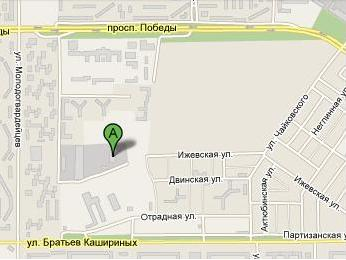 просп. Победы
ды
ул. Молодогвардейцев
A
ул. Чайковского
Неглинная ул.
Ижевская ул.
Двинская ул.
Ижевская ул.
Актюбинская ул.
Отрадная ул.
Партизанская ул.
ул. Братьев Кашириных